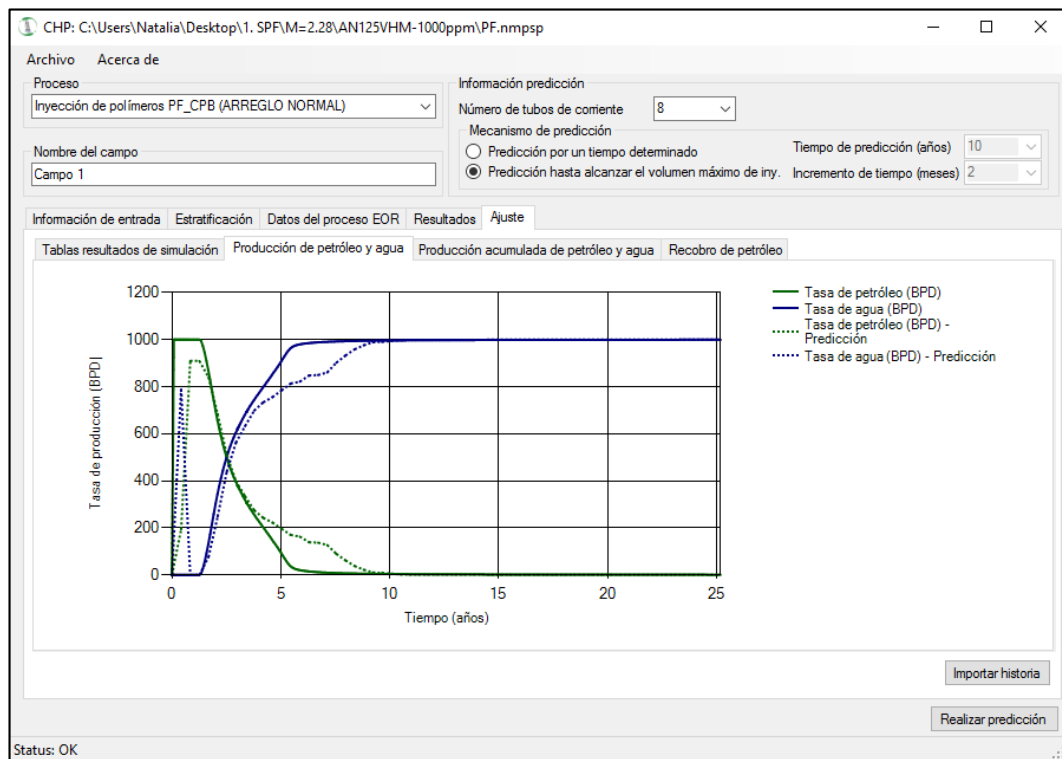 CHP: C:\Users\Natalia\Desktop\1. SPF\M=2.28\AN125VHM-1000ppm\PF.nmpsp
Archivo Acerca de
Proceso
Inyección de polímeros PF_CPB (ARREGLO NORMAL)
Nombre del campo
Campo 1
Información predicción
Número de tubos de corriente 8
Mecanismo de predicción
Predicción por un tiempo determinado
Predicción hasta alcanzar el volumen máximo de iny.
Tiempo de predicción (años) 10
Incremento de tiempo (meses) 2
Información de entrada Estratificación Datos del proceso EOR Resultados Ajuste
Tablas resultados de simulación Producción de petróleo y agua Producción acumulada de petróleo y agua Recobro de petróleo
Tasa de producción (BPD)
1200
1000
800
600
400
200
0
0 5 10 15 20 25
Tiempo (años)
Tasa de petróleo (BPD)
Tasa de agua (BPD)
Tasa de petróleo (BPD) -
Predicción
Tasa de agua (BPD) - Predicción
Importar historia
Realizar predicción
Status: OK